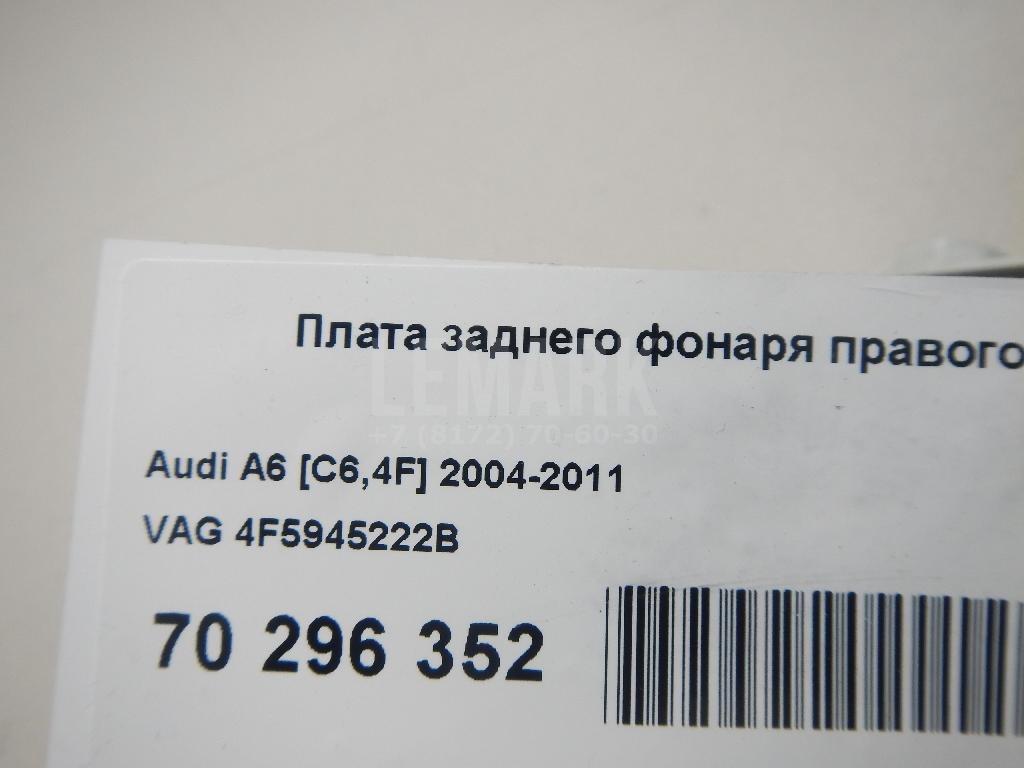 Плата заднего фонаря правого
LEMARK
+7 (8172) 70-60-30
Audi A6 [C6,4F] 2004-2011
VAG 4F5945222B
70 296 352